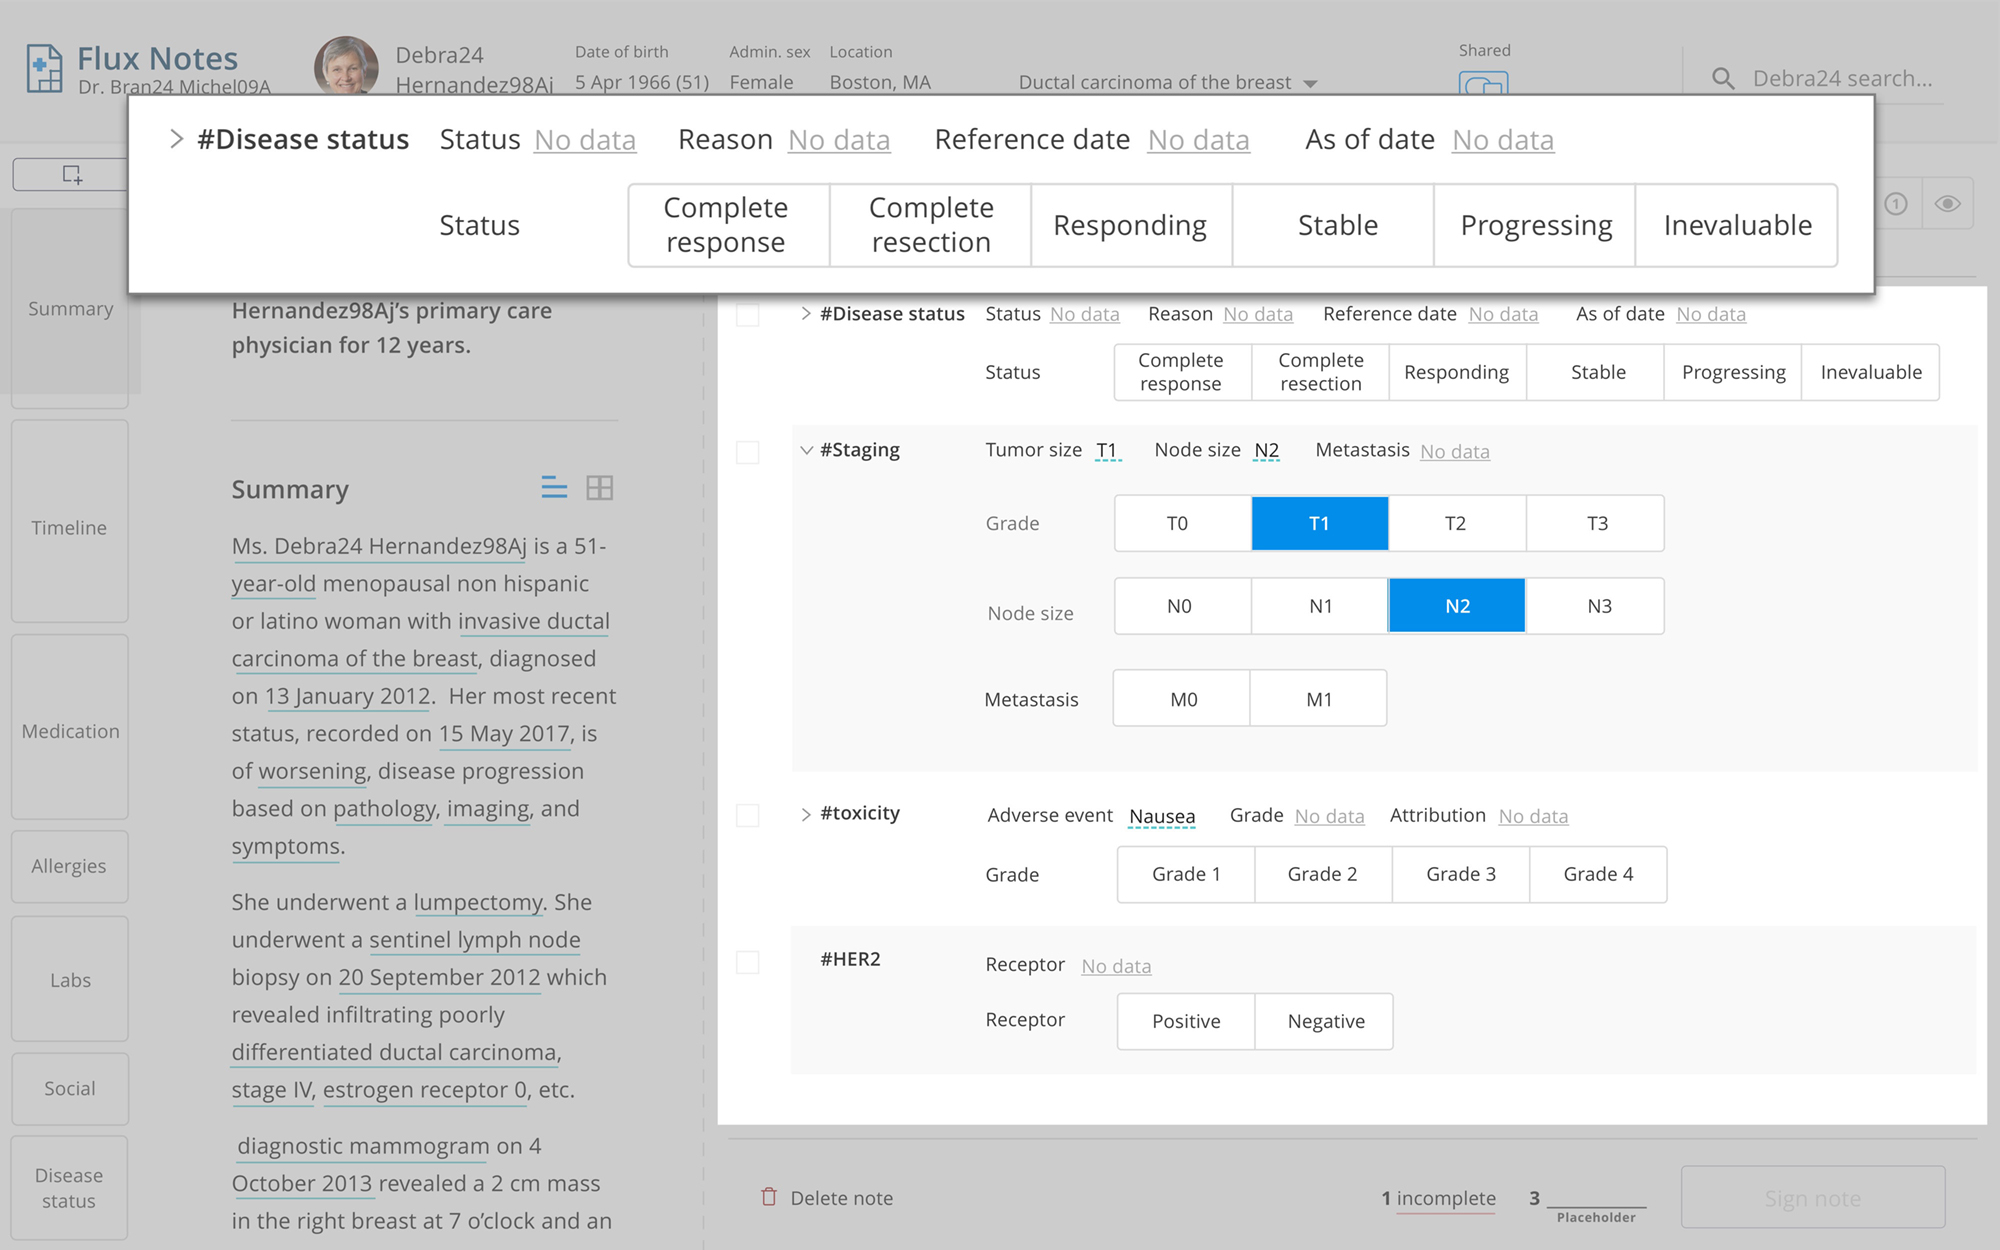 Flux Notes
Dr. Bran24 Michel09A
Debra24
Hernandez98Aj
Date of birth
5 Apr 1966 (51)
Admin. sex
Female
Location
Boston, MA
Ductal carcinoma of the breast
Shared
Debra24 search...
#Disease status Status No data Reason No data Reference date No data As of date No data
Status Complete response Complete resection Responding Stable Progressing Inevaluable
1
Summary
Timeline
Medication
Allergies
Labs
Social
Disease
status
Hernandez98Aj’s primary care
physician for 12 years.
Summary
Ms. Debra24 Hernandez98Aj is a 51-
year-old menopausal non hispanic
or latino woman with invasive ductal
carcinoma of the breast, diagnosed
on 13 January 2012. Her most recent
status, recorded on 15 May 2017, is
of worsening, disease progression
based on pathology, imaging, and
symptoms.
She underwent a lumpectomy. She
underwent a sentinel lymph node
biopsy on 20 September 2012 which
revealed infiltrating poorly
differentiated ductal carcinoma,
stage IV, estrogen receptor 0, etc.
diagnostic mammogram on 4
October 2013 revealed a 2 cm mass
in the right breast at 7 o’clock and an
#Disease status Status No data Reason No data Reference date No data As of date No data
Status Complete response Complete resection Responding Stable Progressing Inevaluable
#Staging Tumor size T1 Node size N2 Metastasis No data
Grade T0 T1 T2 T3
Node size N0 N1 N2 N3
Metastasis M0 M1
#toxicity Adverse event Nausea Grade No data Attribution No data
Grade Grade 1 Grade 2 Grade 3 Grade 4
#HER2 Receptor No data
Receptor Positive Negative
Delete note 1 incomplete 3 Placeholder Sign note